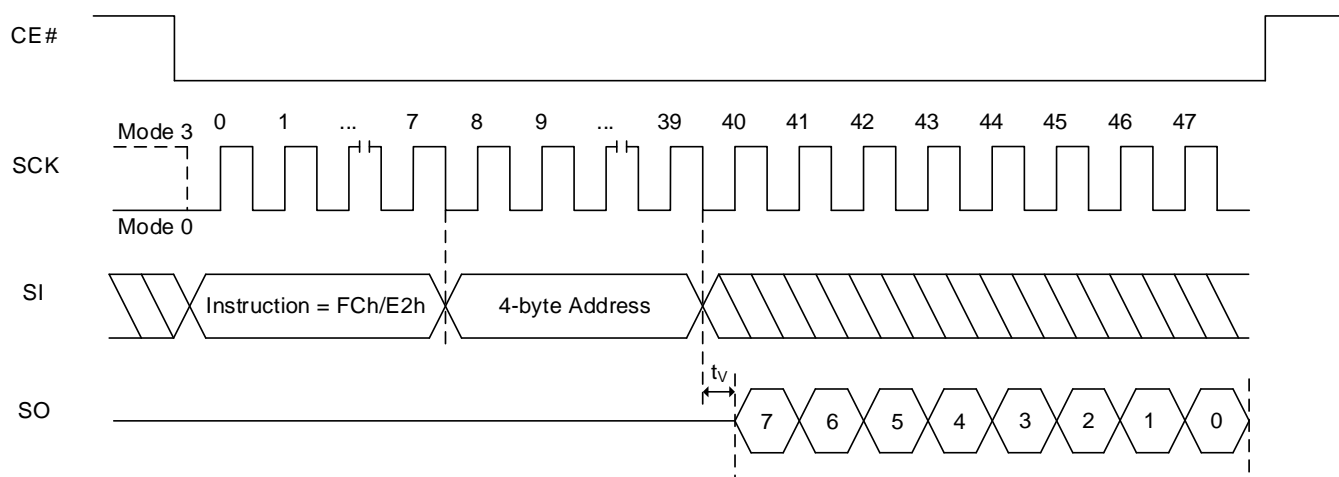 CE#
Mode 3 0 1 ... 7 8 9 ... 39 40 41 42 43 44 45 46 47
SCK
Mode 0
SI Instruction = FCh/E2h 4-byte Address
tV
SO 7 6 5 4 3 2 1 0